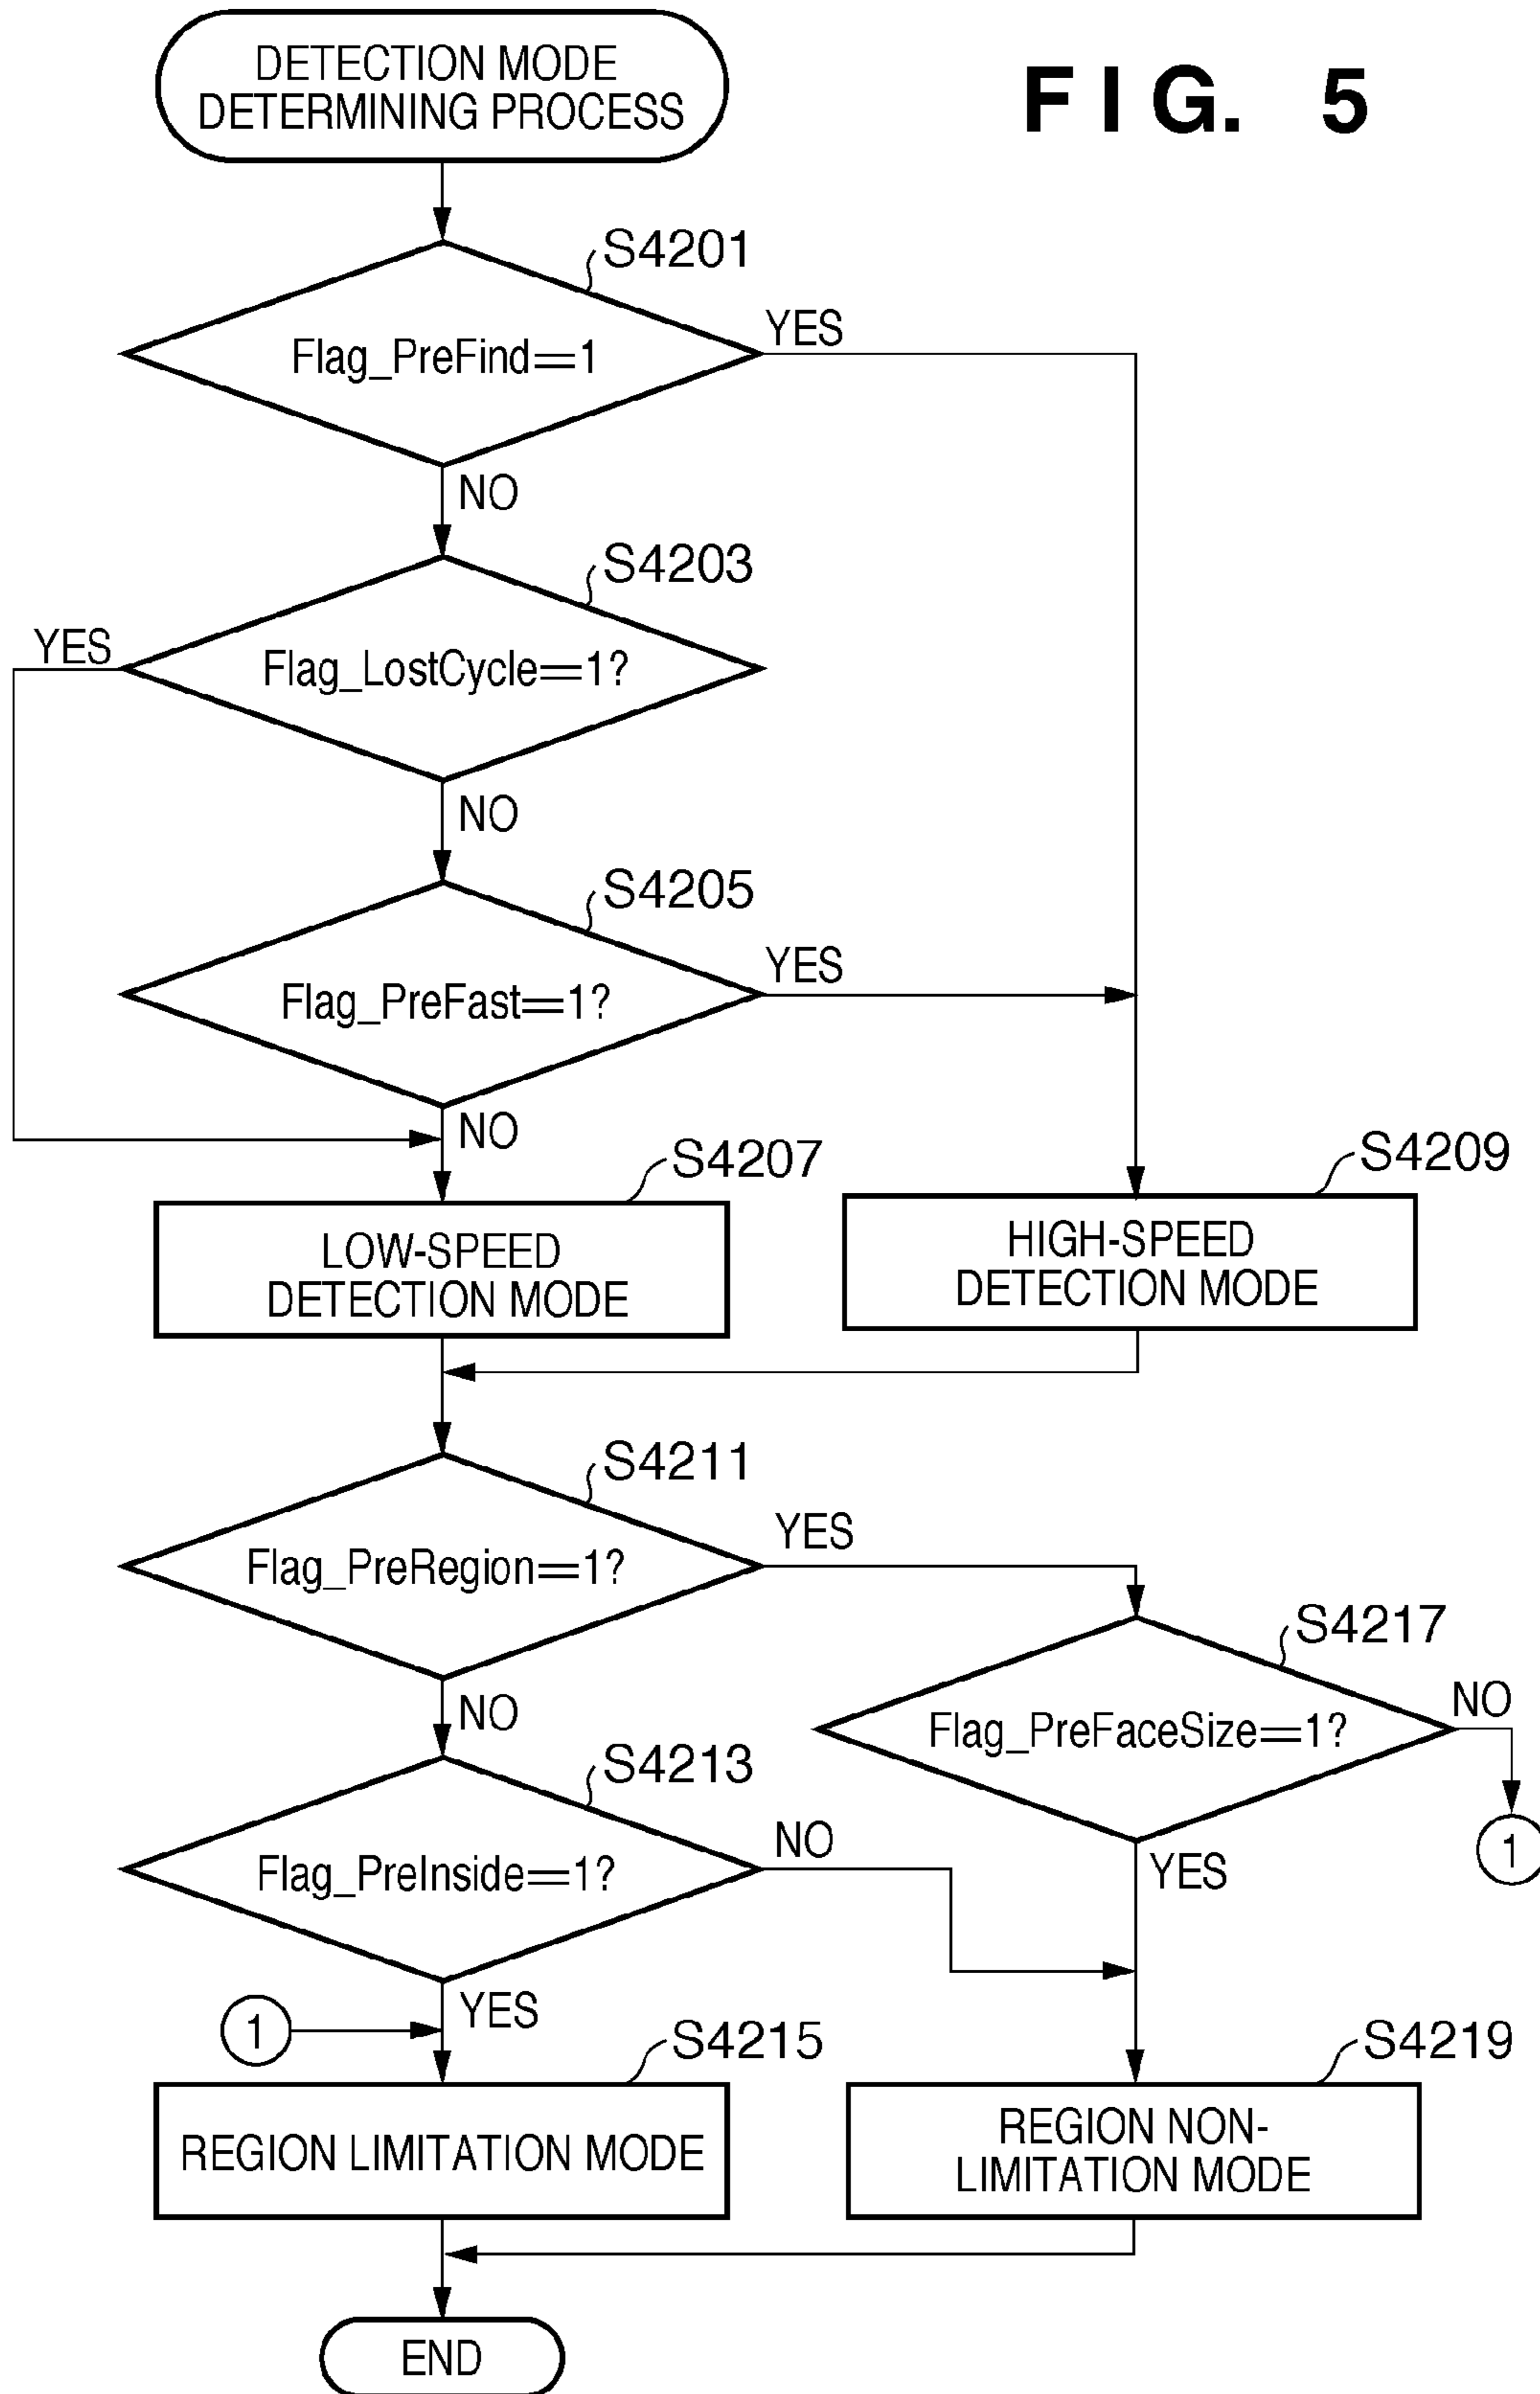 DETECTION MODE
DETERMINING PROCESS
FIG. 5
S4201
Flag_PreFind==1
YES
NO
S4203
YES
Flag_LostCycle==1?
NO
S4205
Flag_PreFast==1?
YES
NO
S4207
LOW-SPEED
DETECTION MODE
S4209
HIGH-SPEED
DETECTION MODE
S4211
Flag_PreRegion==1?
YES
NO
S4217
Flag_PreFaceSize==1?
NO
1
YES
S4213
Flag_PreInside==1?
NO
YES
1
S4215
REGION LIMITATION MODE
S4219
REGION NON-
LIMITATION MODE
END